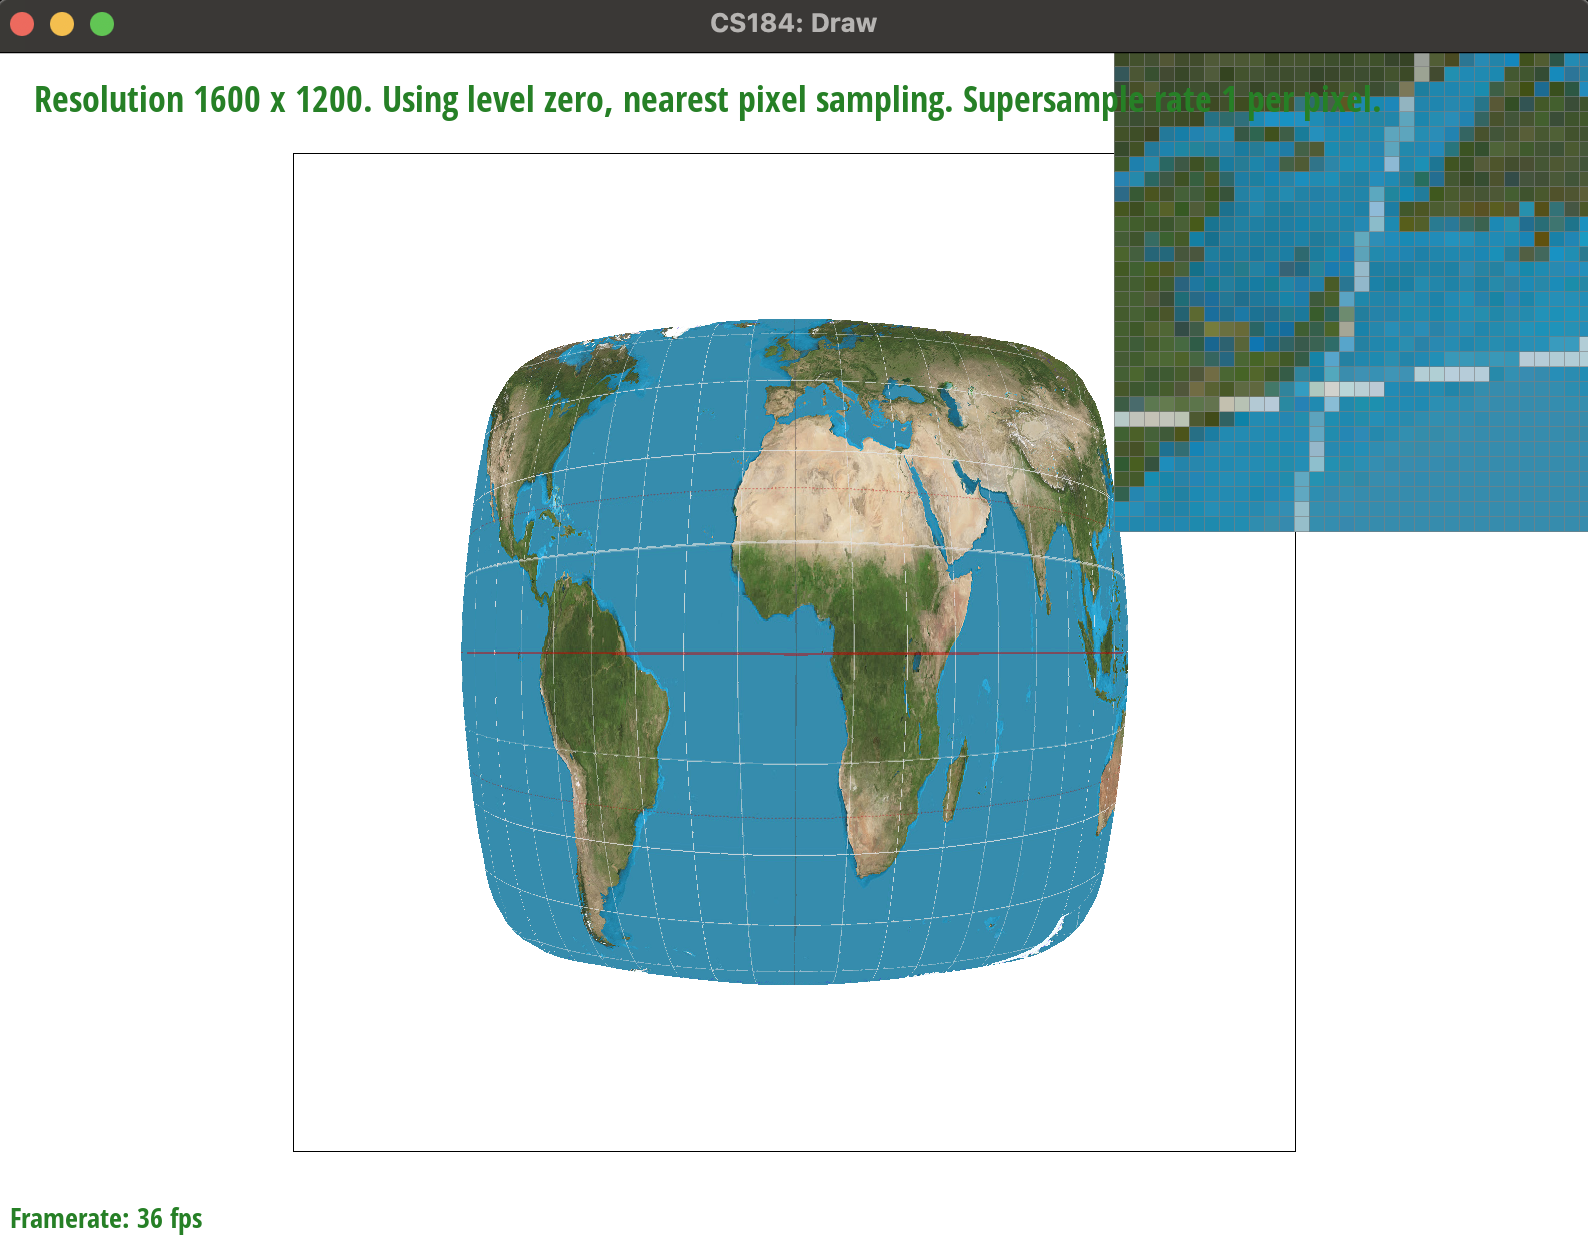 CS184: Draw
Resolution 1600 x 1200. Using level zero, nearest pixel sampling. Supersample rate 1 per pixel.
Framerate: 36 fps